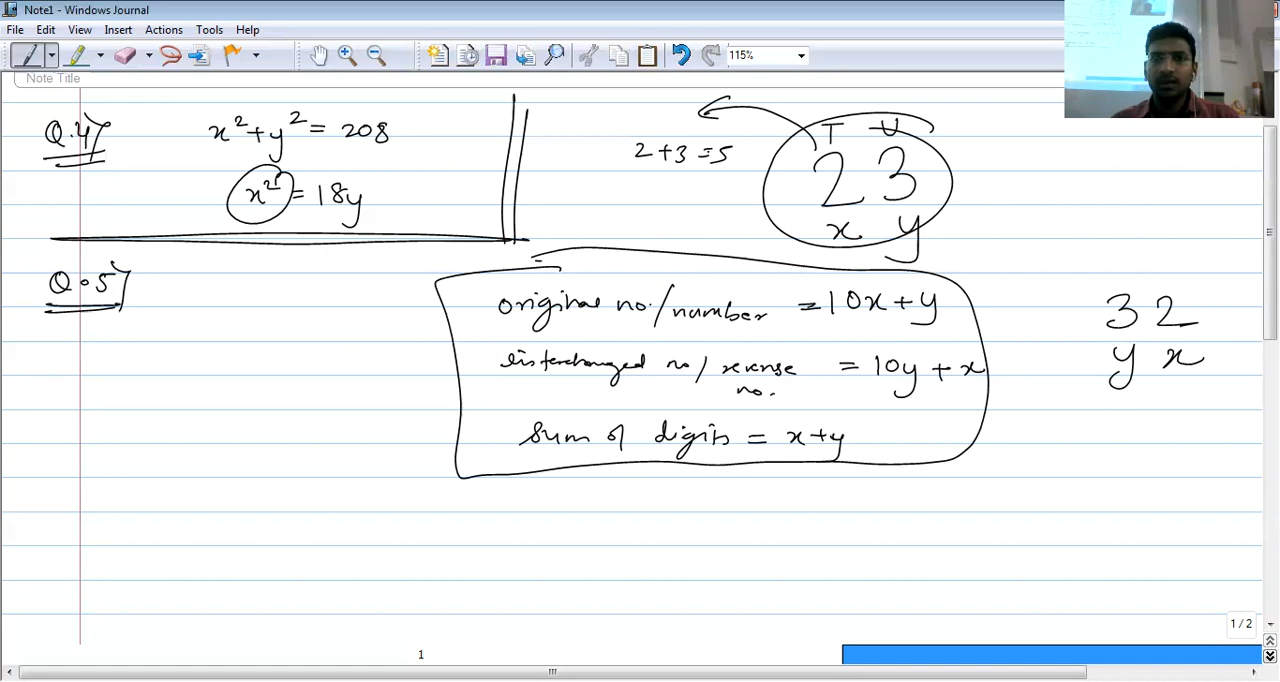 Note1 - Windows Journal
File Edit View Insert Actions Tools Help
115%
Note Title
Q.4
x² + y² = 208
x² = 18y
2+3 = 5
T U
2 3
x y
Q.5
original no./number = 10x + y
interchanged no/ reverse no. = 10y + x
sum of digits = x+y
3 2
y x
1 / 2
1